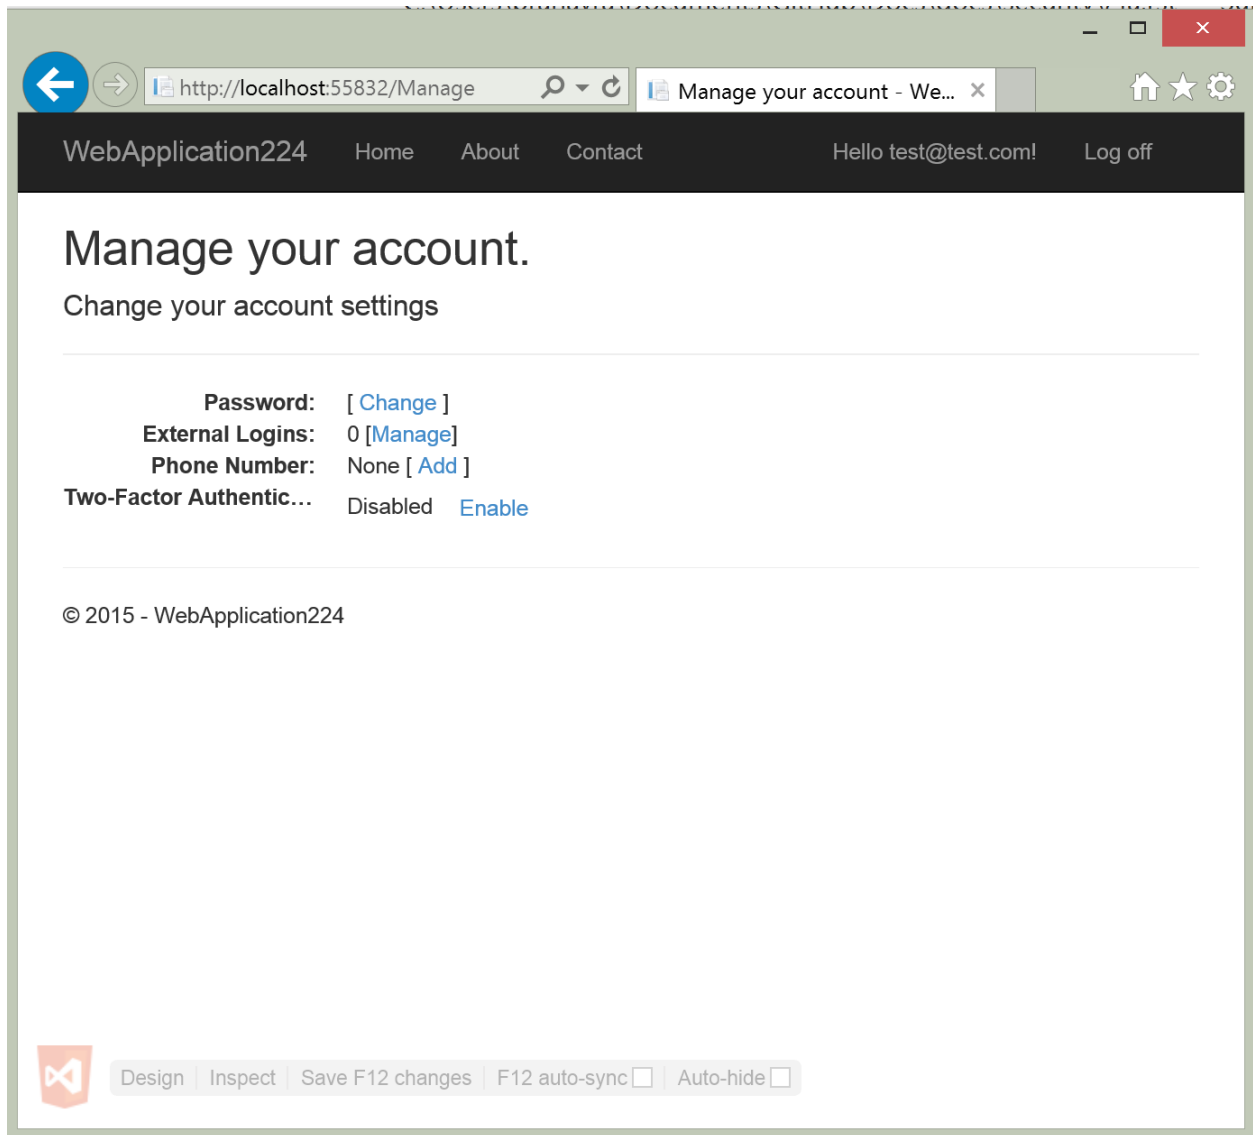 http://localhost:55832/Manage
Manage your account - We...
WebApplication224 Home About Contact Hello test@test.com! Log off
Manage your account.
Change your account settings
Password: [ Change ]
External Logins: 0 [Manage]
Phone Number: None [ Add ]
Two-Factor Authentic... Disabled Enable
© 2015 - WebApplication224
Design Inspect Save F12 changes F12 auto-sync Auto-hide